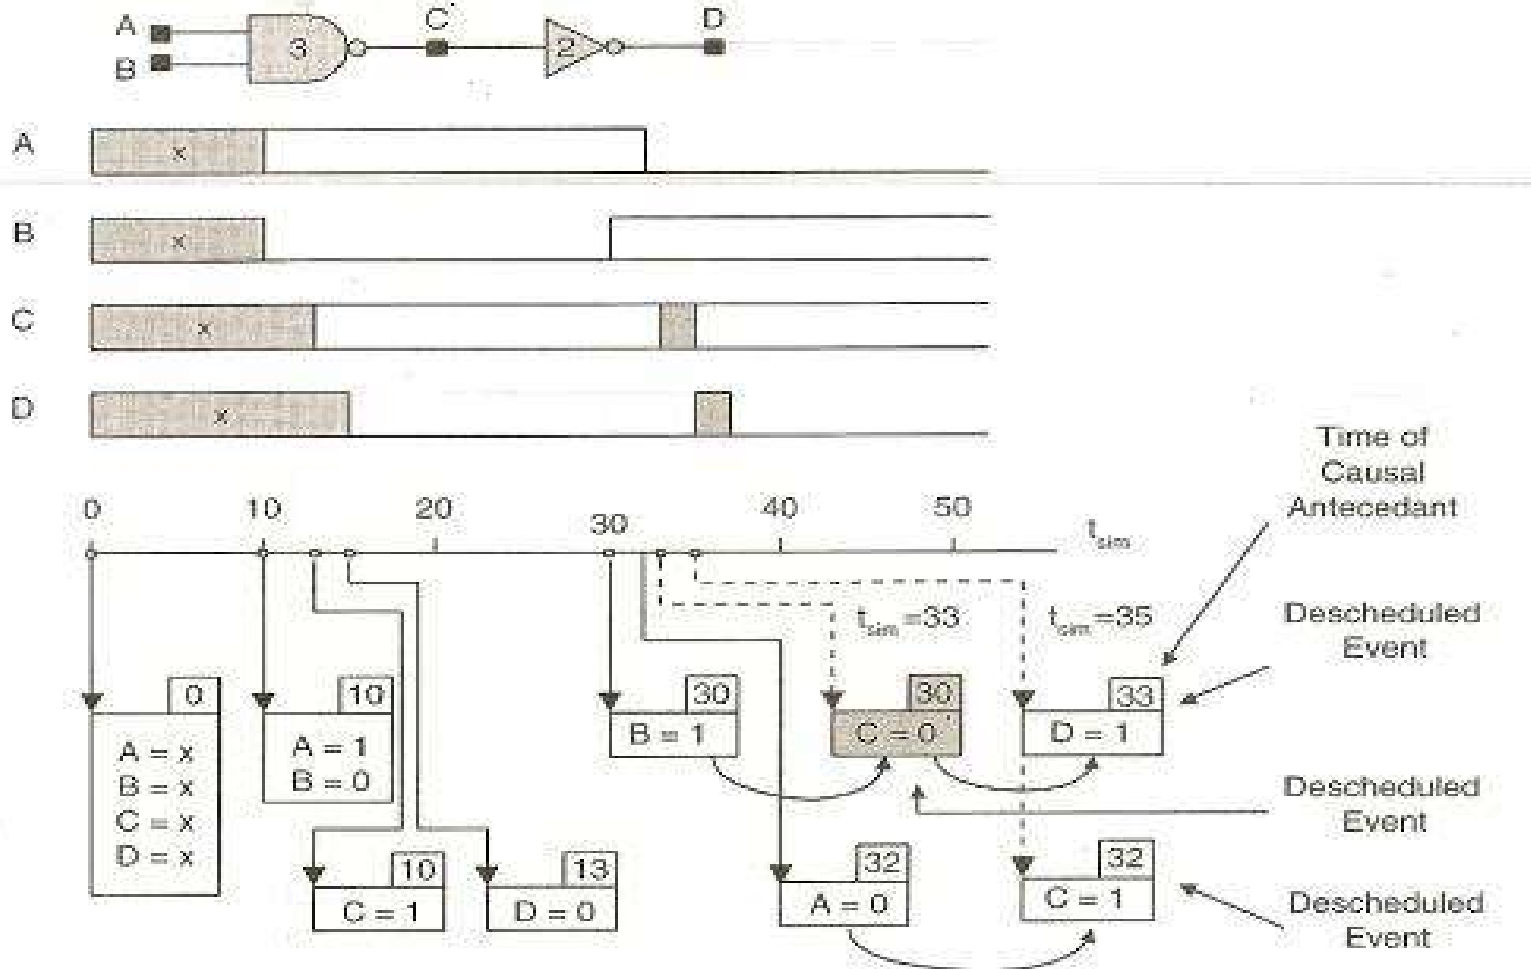 A
B
3
C
2
D
A
x
B
x
C
x
D
x
Time of
Causal
Antecedant
0
10
20
30
40
50
t_sim
t_sim=33
t_sim=35
Descheduled
Event
0
A = x
B = x
C = x
D = x
10
A = 1
B = 0
30
B = 1
30
C = 0
33
D = 1
Descheduled
Event
10
C = 1
13
D = 0
32
A = 0
32
C = 1
Descheduled
Event